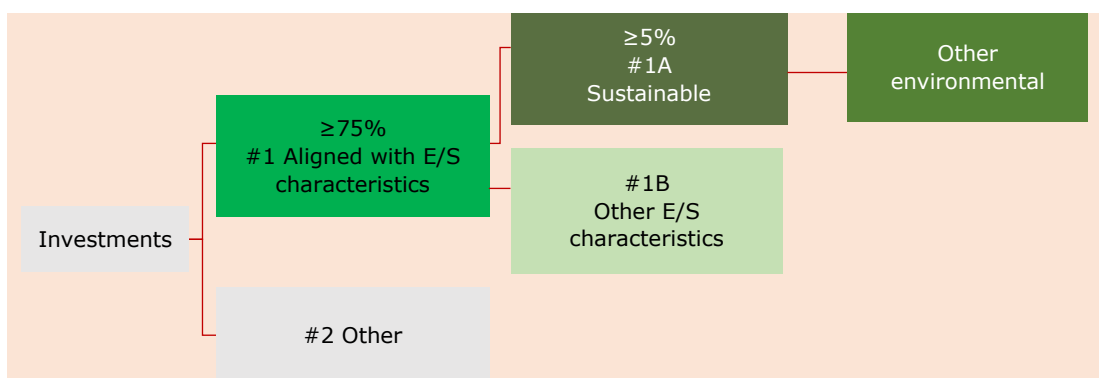 Investments
≥75%
#1 Aligned with E/S
characteristics
#2 Other
≥5%
#1A
Sustainable
#1B
Other E/S
characteristics
Other
environmental